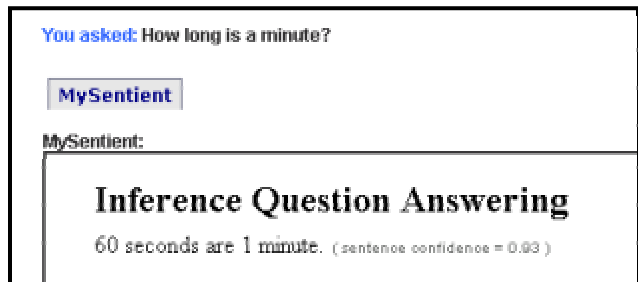 You asked: How long is a minute?
MySentient
MySentient:
Inference Question Answering
60 seconds are 1 minute. ( sentence confidence = 0.93 )